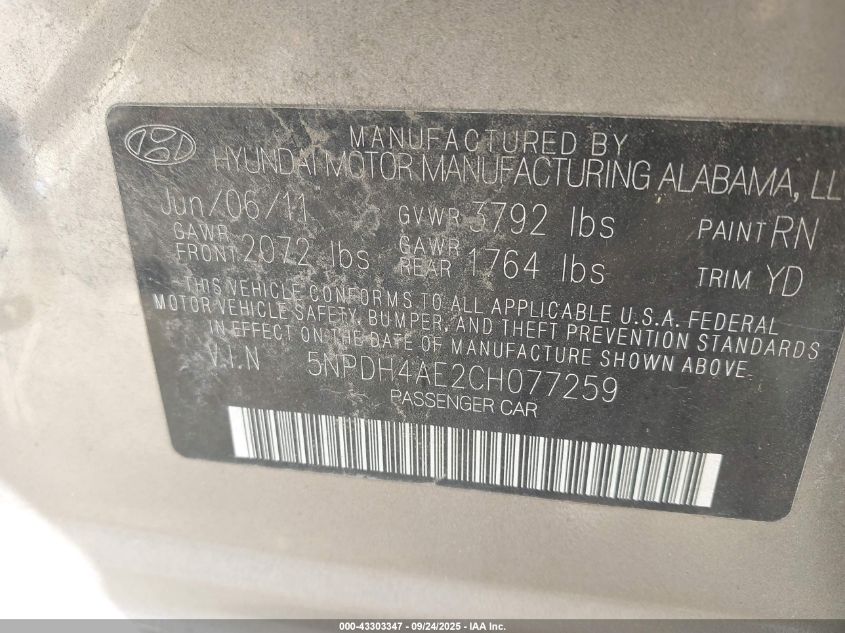 MANUFACTURED BY
HYUNDAI MOTOR MANUFACTURING ALABAMA, LL
Jun/06/11 GVWR 3792 lbs PAINT RN
GAWR FRONT 2072 lbs GAWR REAR 1764 lbs TRIM YD
THIS VEHICLE CONFORMS TO ALL APPLICABLE U.S.A. FEDERAL
MOTOR VEHICLE SAFETY, BUMPER, AND THEFT PREVENTION STANDARDS
IN EFFECT ON THE DATE OF MANUFACTURE SHOWN ABOVE.
V.I.N 5NPDH4AE2CH077259
PASSENGER CAR
000-43303347 - 09/24/2025 - IAA Inc.